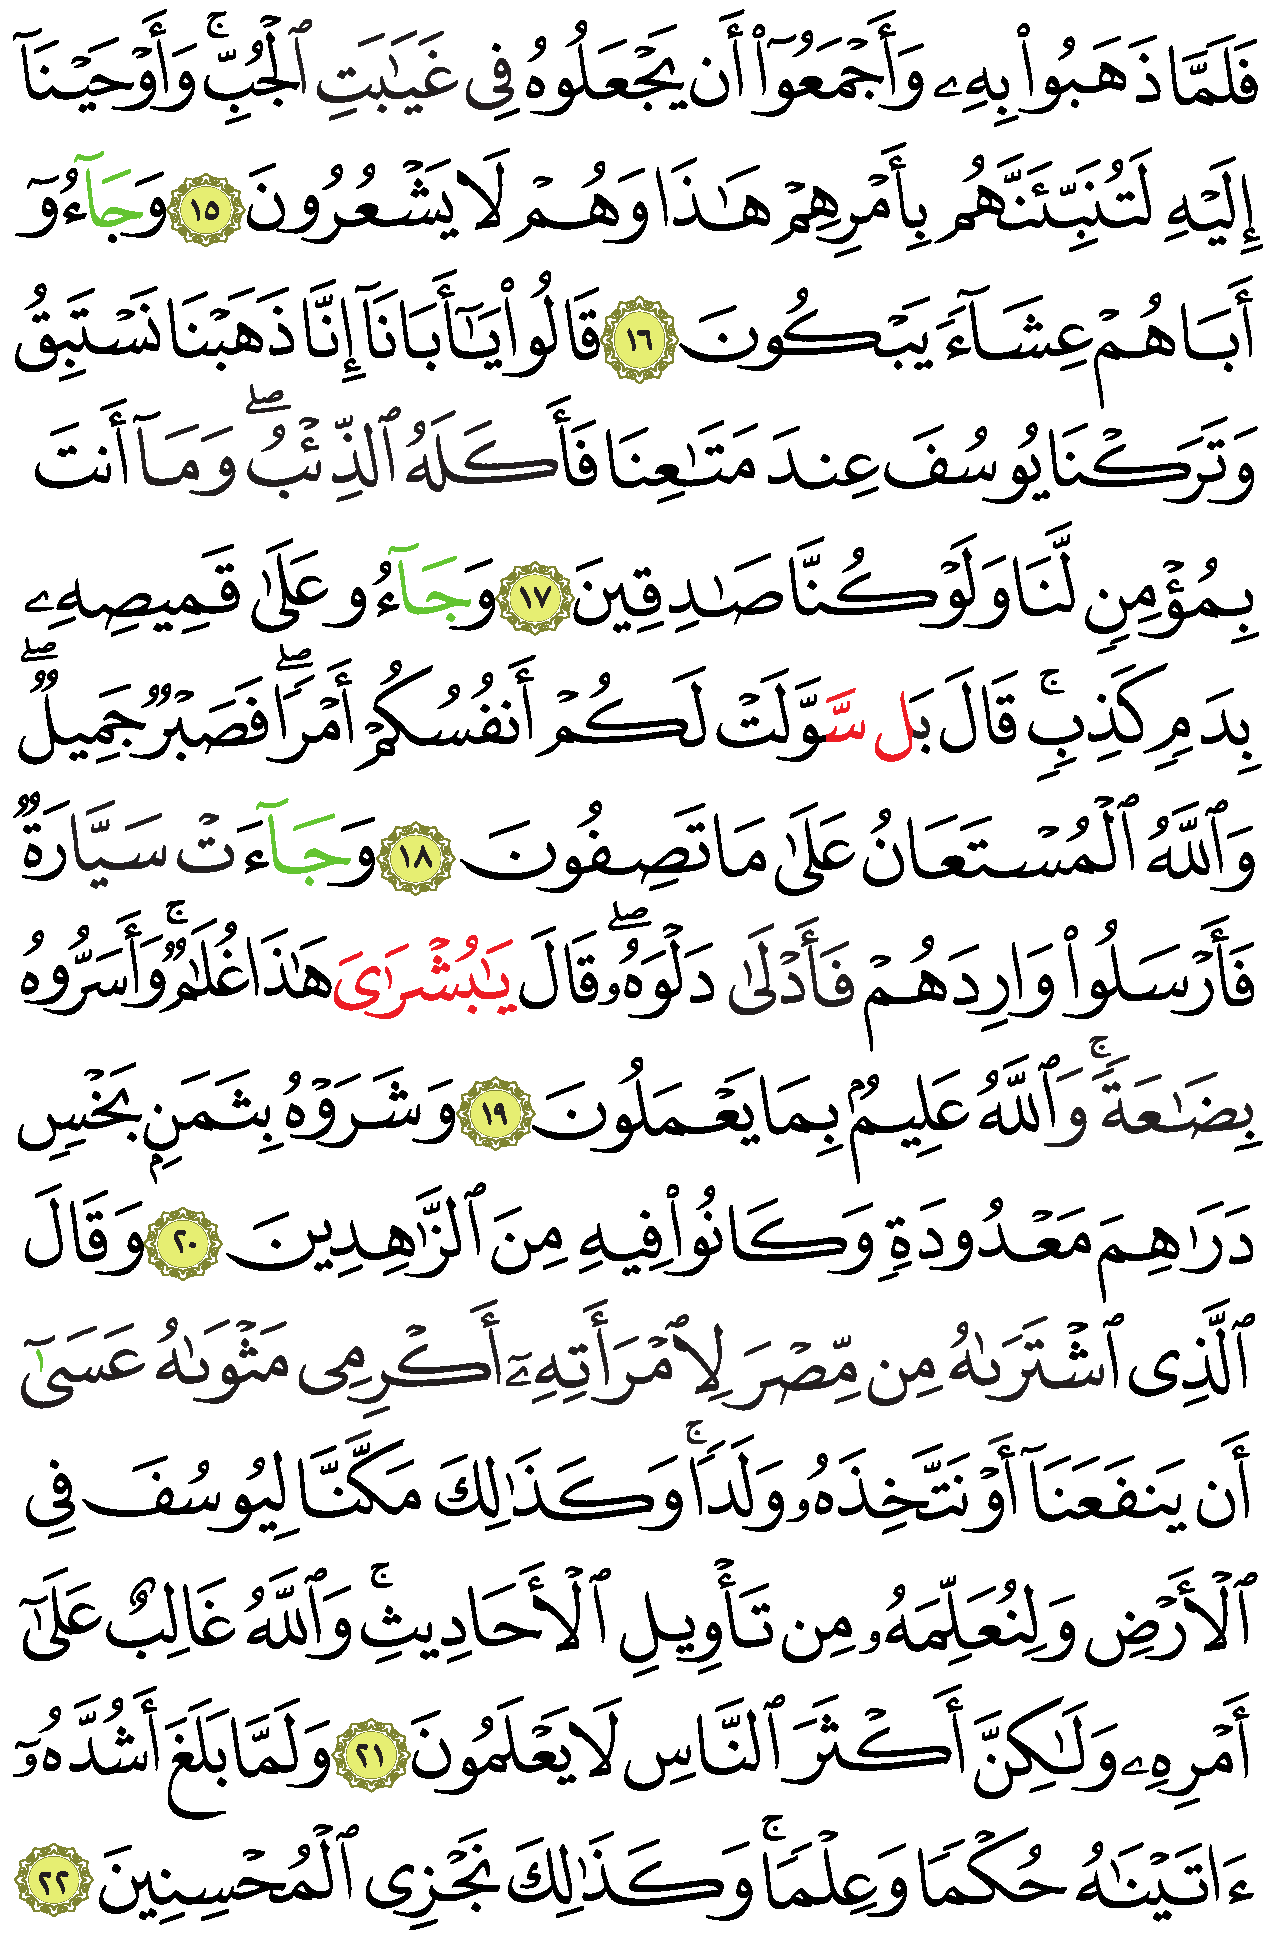 فَلَمَّا ذَهَبُوا۟ بِهِۦ وَأَجْمَعُوٓا۟ أَن يَجْعَلُوهُ فِى غَيَـٰبَتِ ٱلْجُبِّ ۚ وَأَوْحَيْنَآ
إِلَيْهِ لَتُنَبِّئَنَّهُم بِأَمْرِهِمْ هَـٰذَا وَهُمْ لَا يَشْعُرُونَ ١٥ وَجَآءُوٓ
أَبَاهُمْ عِشَآءً يَبْكُونَ ١٦ قَالُوا۟ يَـٰٓأَبَانَآ إِنَّا ذَهَبْنَا نَسْتَبِقُ
وَتَرَكْنَا يُوسُفَ عِندَ مَتَـٰعِنَا فَأَكَلَهُ ٱلذِّئْبُ ۖ وَمَآ أَنتَ
بِمُؤْمِنٍ لَّنَا وَلَوْ كُنَّا صَـٰدِقِينَ ١٧ وَجَآءُو عَلَىٰ قَمِيصِهِۦ
بِدَمٍ كَذِبٍ ۚ قَالَ بَل سَّوَّلَتْ لَكُمْ أَنفُسُكُمْ أَمْرًا ۖ فَصَبْرٌ جَمِيلٌ ۖ
وَٱللَّهُ ٱلْمُسْتَعَانُ عَلَىٰ مَا تَصِفُونَ ١٨ وَجَآءَتْ سَيَّارَةٌ
فَأَرْسَلُوا۟ وَارِدَهُمْ فَأَدْلَىٰ دَلْوَهُۥ ۖ قَالَ يَـٰبُشْرَاىَ هَـٰذَا غُلَـٰمٌ ۚ وَأَسَرُّوهُ
بِضَـٰعَةً ۚ وَٱللَّهُ عَلِيمٌۢ بِمَا يَعْمَلُونَ ١٩ وَشَرَوْهُ بِثَمَنٍۭ بَخْسٍ
دَرَٰهِمَ مَعْدُودَةٍ وَكَانُوا۟ فِيهِ مِنَ ٱلزَّٰهِدِينَ ٢٠ وَقَالَ
ٱلَّذِى ٱشْتَرَىٰهُ مِن مِّصْرَ لِٱمْرَأَتِهِۦٓ أَكْرِمِى مَثْوَىٰهُ عَسَىٰٓ
أَن يَنفَعَنَآ أَوْ نَتَّخِذَهُۥ وَلَدًا ۚ وَكَذَٰلِكَ مَكَّنَّا لِيُوسُفَ فِى
ٱلْأَرْضِ وَلِنُعَلِّمَهُۥ مِن تَأْوِيلِ ٱلْأَحَادِيثِ ۚ وَٱللَّهُ غَالِبٌ عَلَىٰٓ
أَمْرِهِۦ وَلَـٰكِنَّ أَكْثَرَ ٱلنَّاسِ لَا يَعْلَمُونَ ٢١ وَلَمَّا بَلَغَ أَشُدَّهُۥٓ
ءَاتَيْنَـٰهُ حُكْمًا وَعِلْمًا ۚ وَكَذَٰلِكَ نَجْزِى ٱلْمُحْسِنِينَ ٢٢